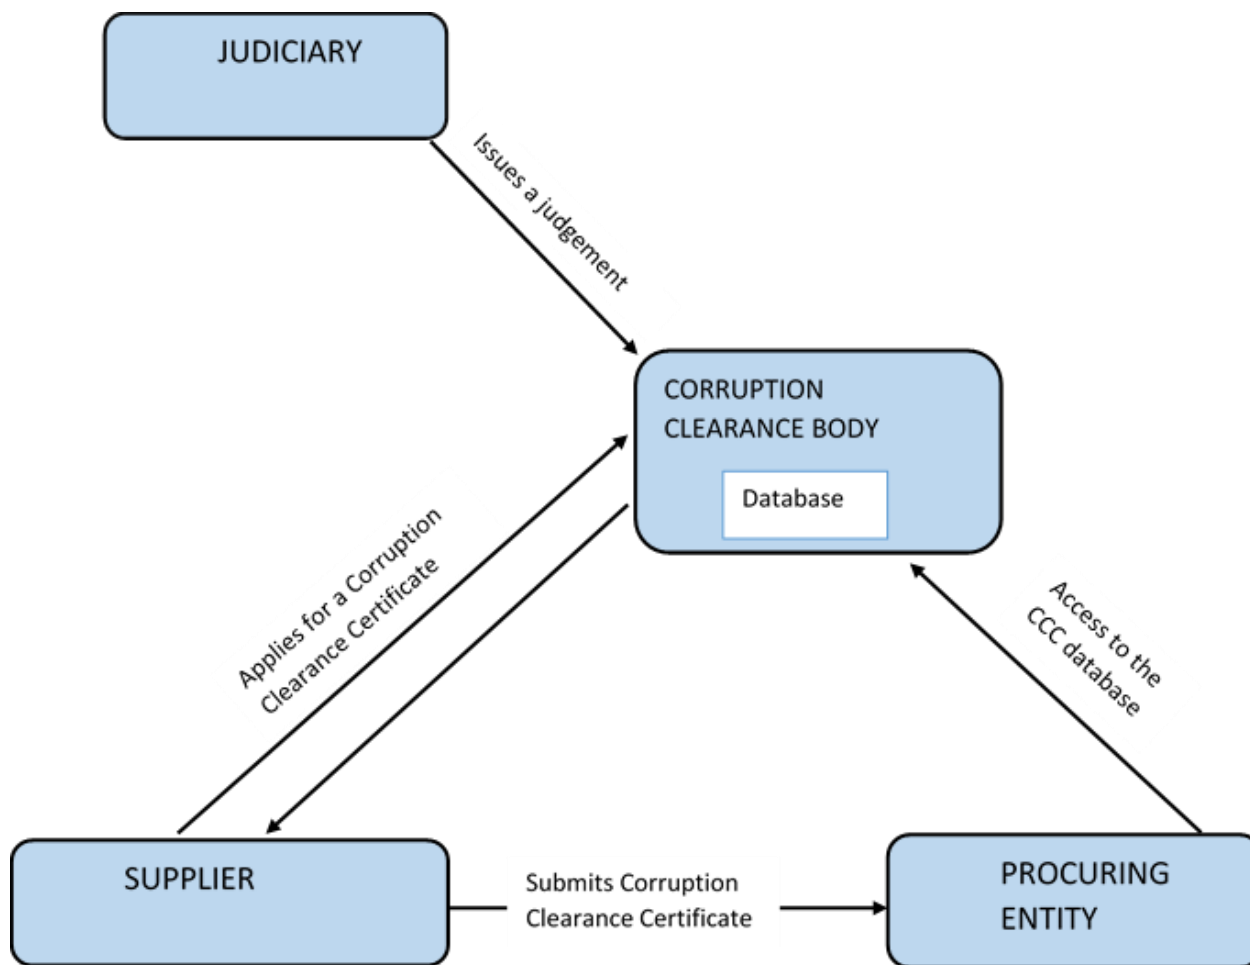 JUDICIARY
Issues a judgement
CORRUPTION
CLEARANCE BODY
Database
Applies for a Corruption
Clearance Certificate
Access to the
CCC database
SUPPLIER
Submits Corruption
Clearance Certificate
PROCURING
ENTITY